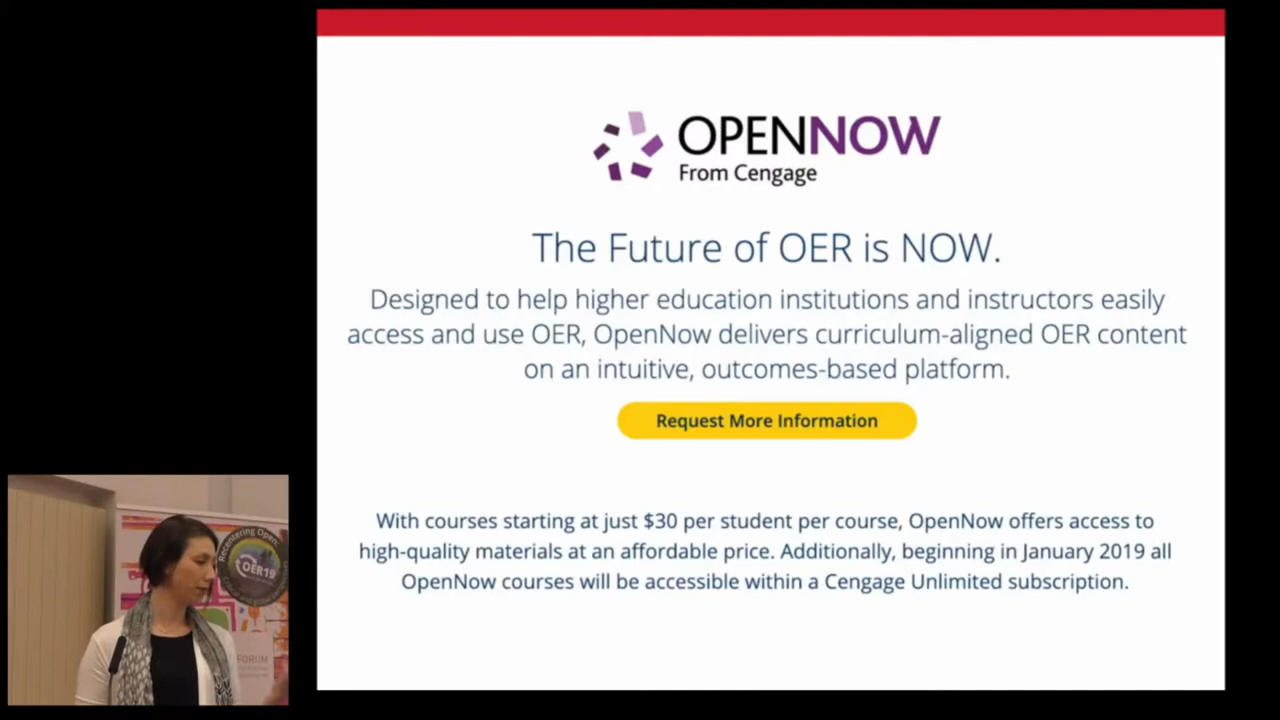 OPENNOW
From Cengage
The Future of OER is NOW.
Designed to help higher education institutions and instructors easily
access and use OER, OpenNow delivers curriculum-aligned OER content
on an intuitive, outcomes-based platform.
Request More Information
With courses starting at just $30 per student per course, OpenNow offers access to
high-quality materials at an affordable price. Additionally, beginning in January 2019 all
OpenNow courses will be accessible within a Cengage Unlimited subscription.
Recentering Open:
OER19
FORUM